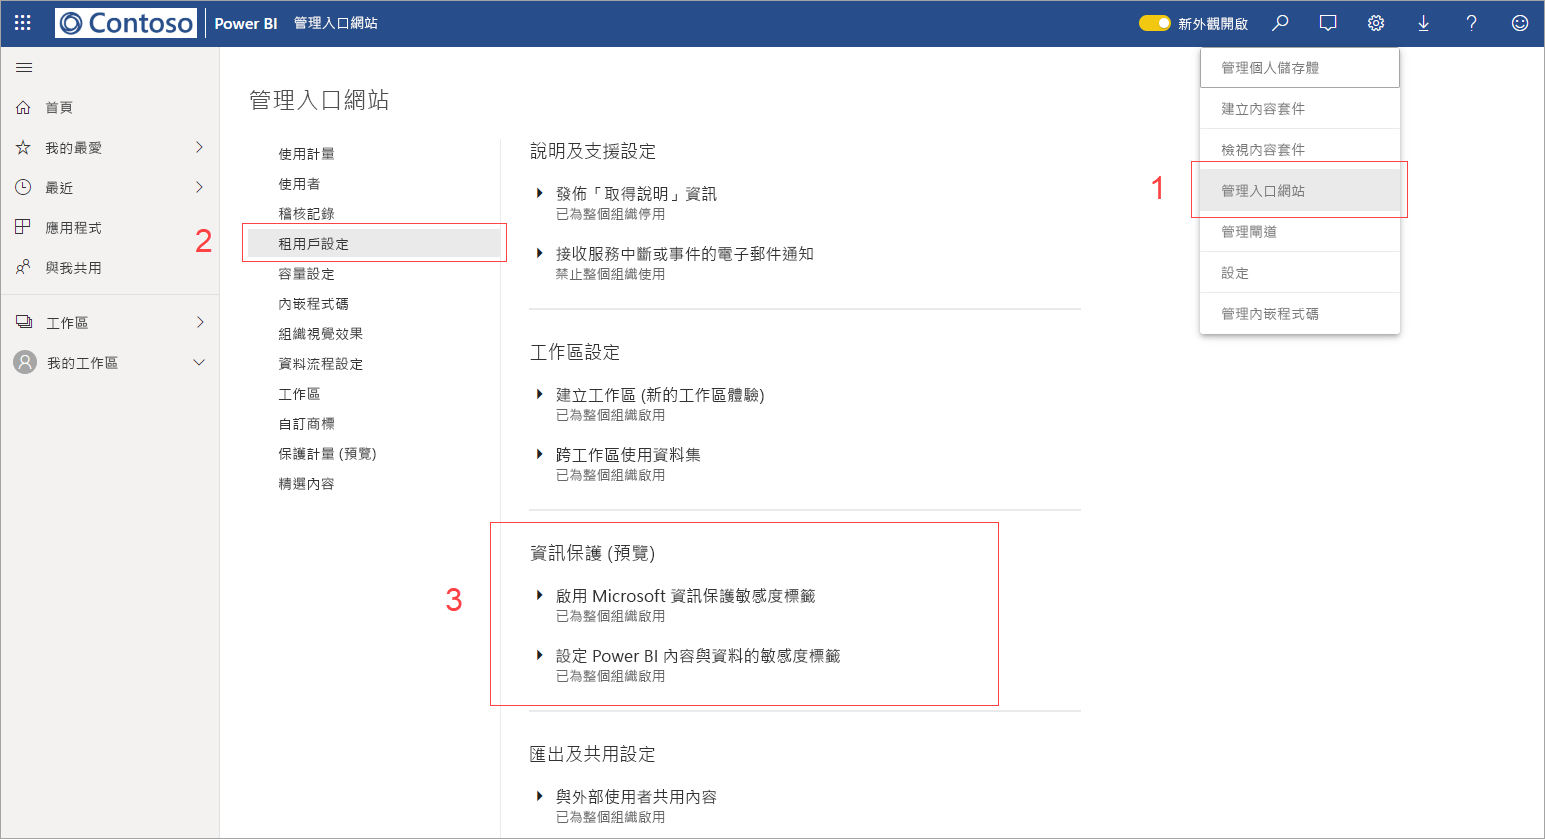 Contoso
Power BI
管理入口網站
新外觀開啟
?
首頁
我的最愛
最近
應用程式
與我共用
工作區
我的工作區
管理入口網站
使用計量
使用者
稽核記錄
2
租用戶設定
容量設定
內嵌程式碼
組織視覺效果
資料流程設定
工作區
自訂商標
保護計量 (預覽)
精選內容
說明及支援設定
發佈「取得說明」資訊
已為整個組織停用
接收服務中斷或事件的電子郵件通知
禁止整個組織使用
工作區設定
建立工作區 (新的工作區體驗)
已為整個組織啟用
跨工作區使用資料集
已為整個組織啟用
3
資訊保護 (預覽)
啟用 Microsoft 資訊保護敏感度標籤
已為整個組織啟用
設定 Power BI 內容與資料的敏感度標籤
已為整個組織啟用
匯出及共用設定
與外部使用者共用內容
已為整個組織啟用
管理個人儲存體
建立內容套件
檢視內容套件
1
管理入口網站
管理閘道
設定
管理內嵌程式碼